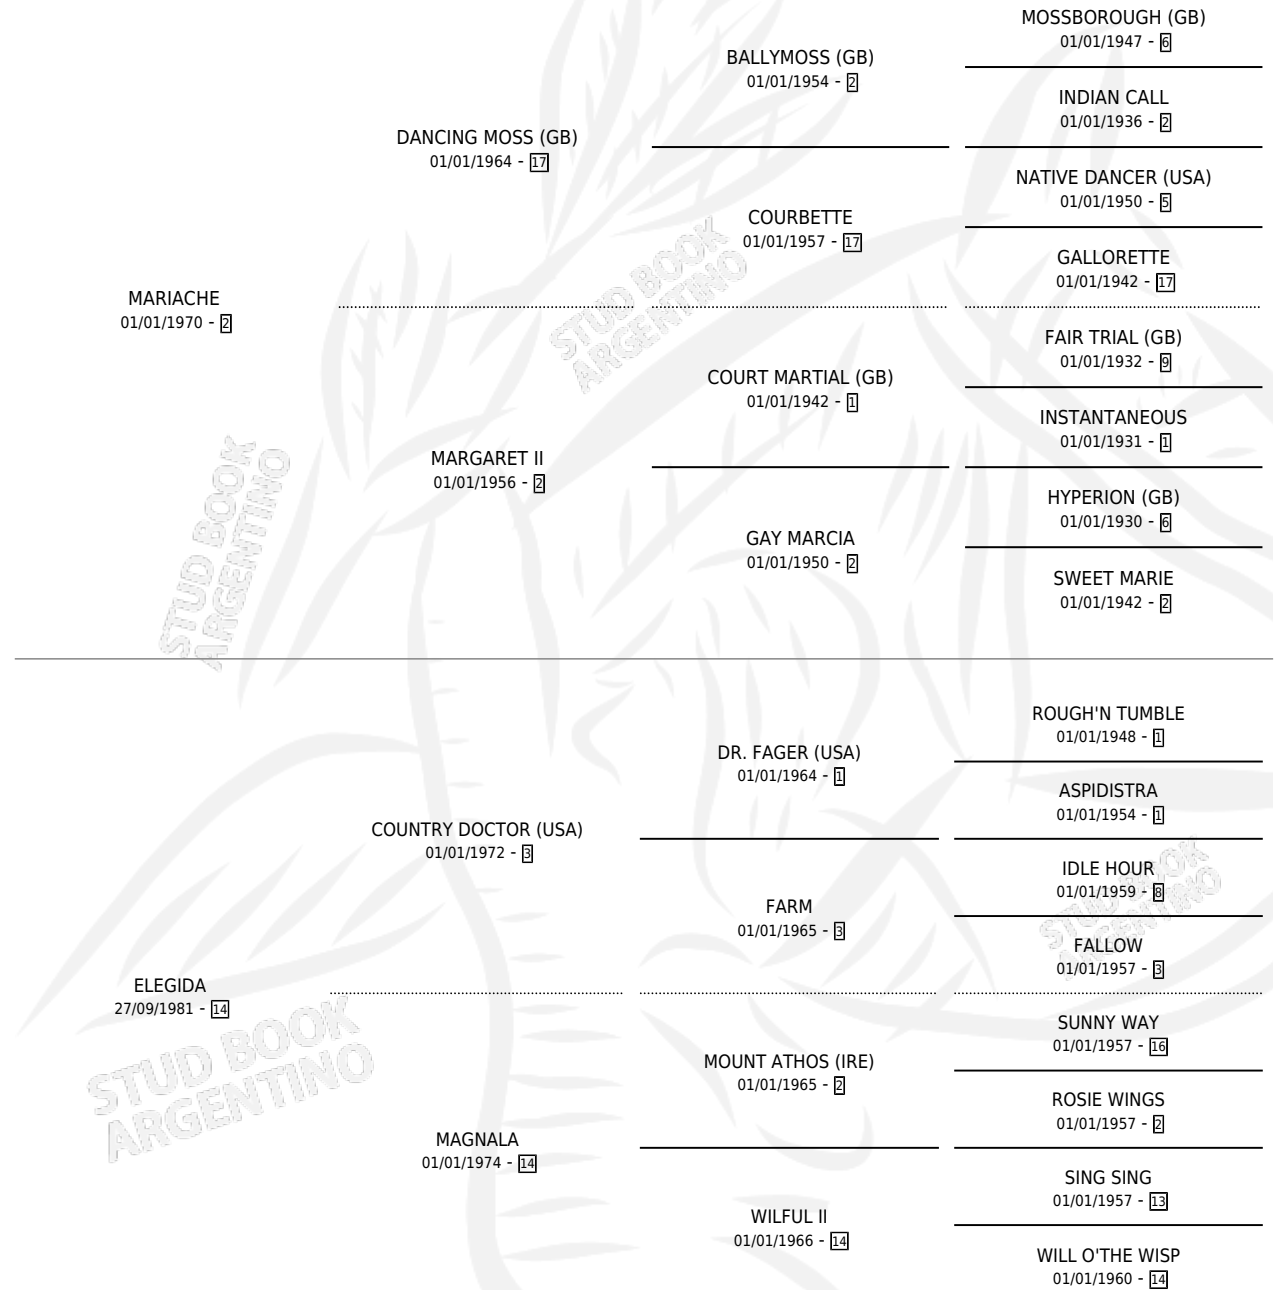 MOSSBOROUGH (GB)
01/01/1947 - 6
BALLYMOSS (GB)
01/01/1954 - 2
INDIAN CALL
01/01/1936 - 2
DANCING MOSS (GB)
01/01/1964 - 17
NATIVE DANCER (USA)
01/01/1950 - 5
COURBETTE
01/01/1957 - 17
GALLORETTE
01/01/1942 - 17
MARIACHE
01/01/1970 - 2
FAIR TRIAL (GB)
01/01/1932 - 9
COURT MARTIAL (GB)
01/01/1942 - 1
INSTANTANEOUS
01/01/1931 - 1
MARGARET II
01/01/1956 - 2
HYPERION (GB)
01/01/1930 - 6
GAY MARCIA
01/01/1950 - 2
SWEET MARIE
01/01/1942 - 2
STUD BOOK
ARGENTINO
STUD BOOK
ARGENTINO
ROUGH'N TUMBLE
01/01/1948 - 1
DR. FAGER (USA)
01/01/1964 - 1
ASPIDISTRA
01/01/1954 - 1
COUNTRY DOCTOR (USA)
01/01/1972 - 3
IDLE HOUR
01/01/1959 - 8
FARM
01/01/1965 - 3
FALLOW
01/01/1957 - 3
ELEGIDA
27/09/1981 - 14
SUNNY WAY
01/01/1957 - 16
MOUNT ATHOS (IRE)
01/01/1965 - 2
ROSIE WINGS
01/01/1957 - 2
MAGNALA
01/01/1974 - 14
SING SING
01/01/1957 - 13
WILFUL II
01/01/1966 - 14
WILL O'THE WISP
01/01/1960 - 14
STUD BOOK
ARGENTINO
STUD BOOK
ARGENTINO